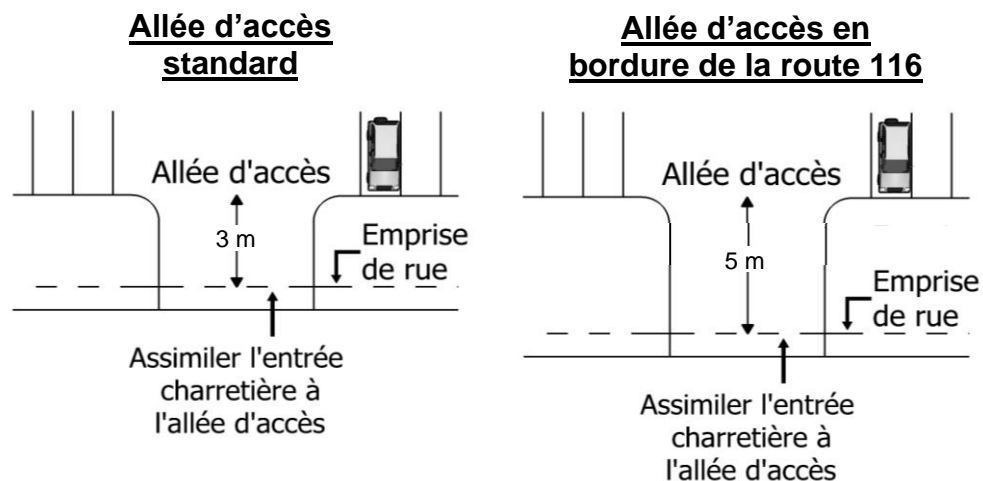 Allée d’accès
standard
Allée d'accès
3 m
Emprise
de rue
Assimiler l'entrée
charretière à
l'allée d'accès
Allée d’accès en
bordure de la route 116
Allée d'accès
5 m
Emprise
de rue
Assimiler l'entrée
charretière à
l'allée d'accès